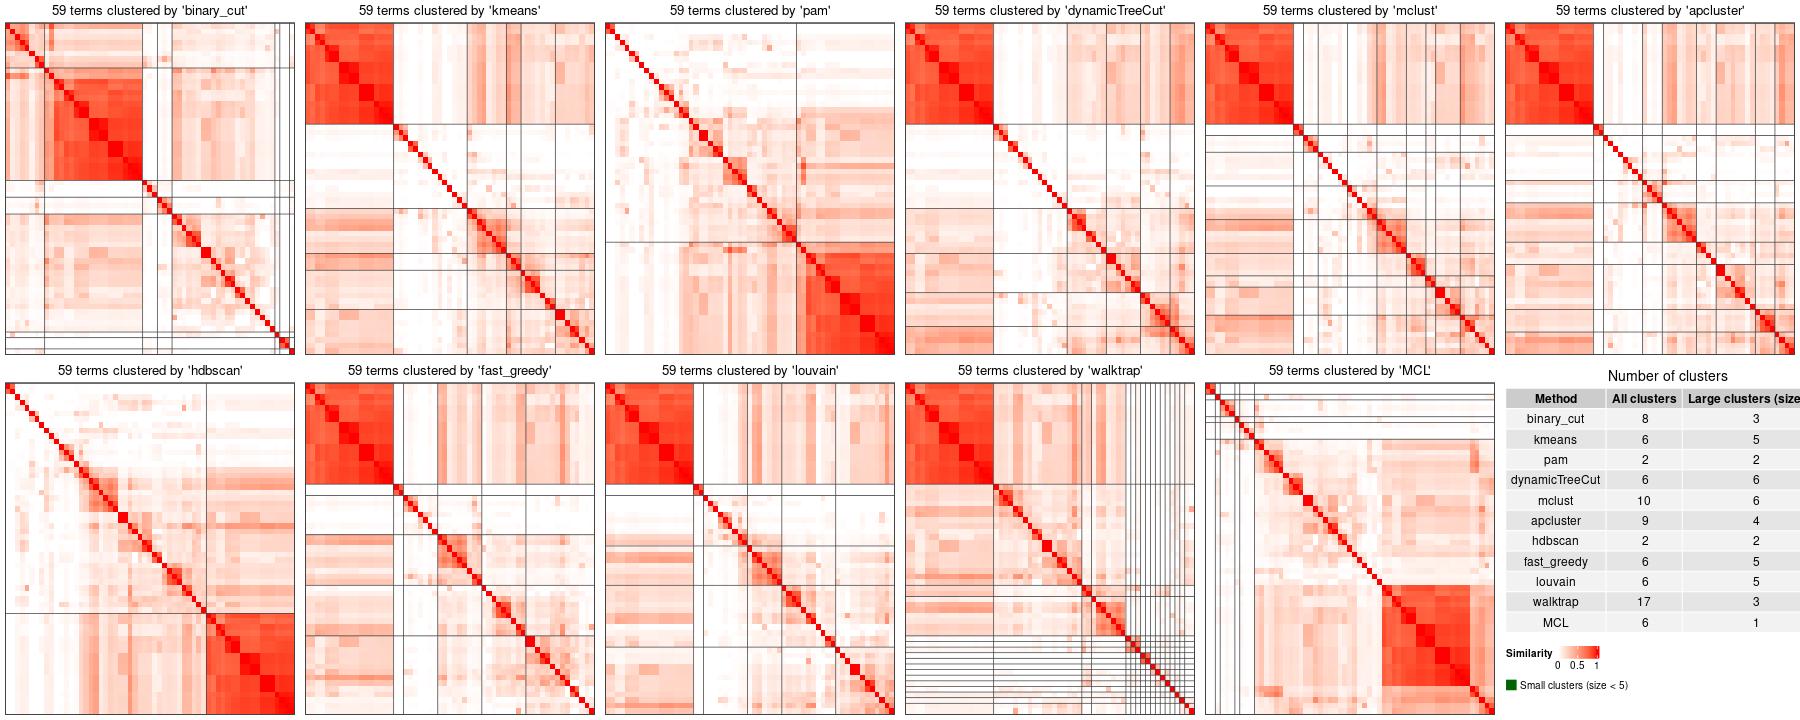 59 terms clustered by 'binary_cut'
59 terms clustered by 'kmeans'
59 terms clustered by 'pam'
59 terms clustered by 'dynamicTreeCut'
59 terms clustered by 'mclust'
59 terms clustered by 'apcluster'
59 terms clustered by 'hdbscan'
59 terms clustered by 'fast_greedy'
59 terms clustered by 'louvain'
59 terms clustered by 'walktrap'
59 terms clustered by 'MCL'
Number of clusters
Method All clusters Large clusters (size
binary_cut 8 3
kmeans 6 5
pam 2 2
dynamicTreeCut 6 6
mclust 10 6
apcluster 9 4
hdbscan 2 2
fast_greedy 6 5
louvain 6 5
walktrap 17 3
MCL 6 1
Similarity
0 0.5 1
Small clusters (size < 5)